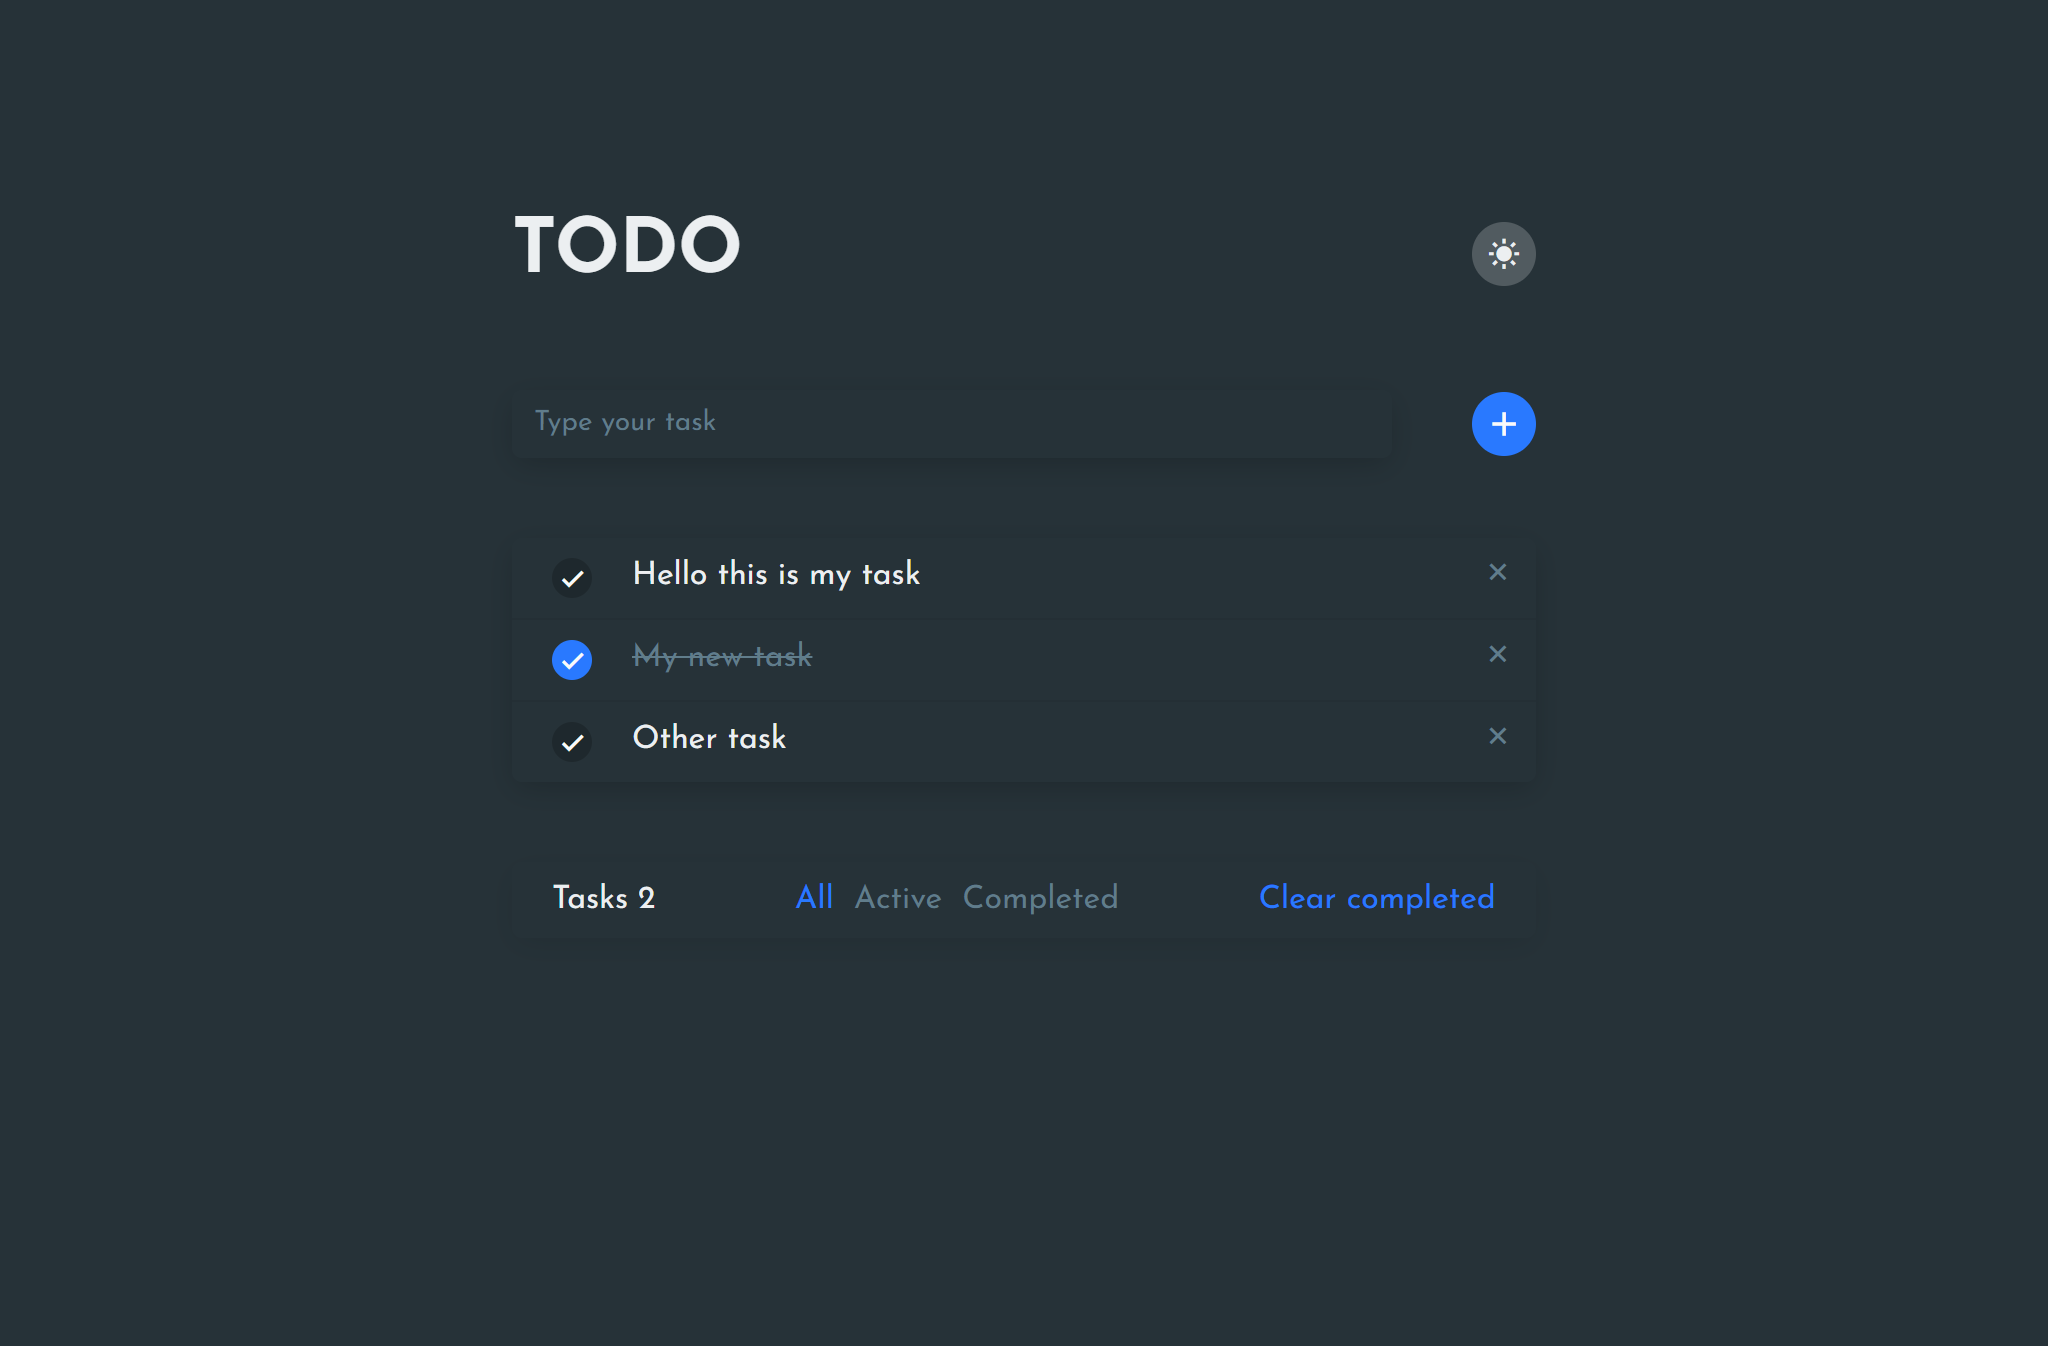 TODO
Type your task
Hello this is my task
My new task
Other task
Tasks 2 All Active Completed Clear completed